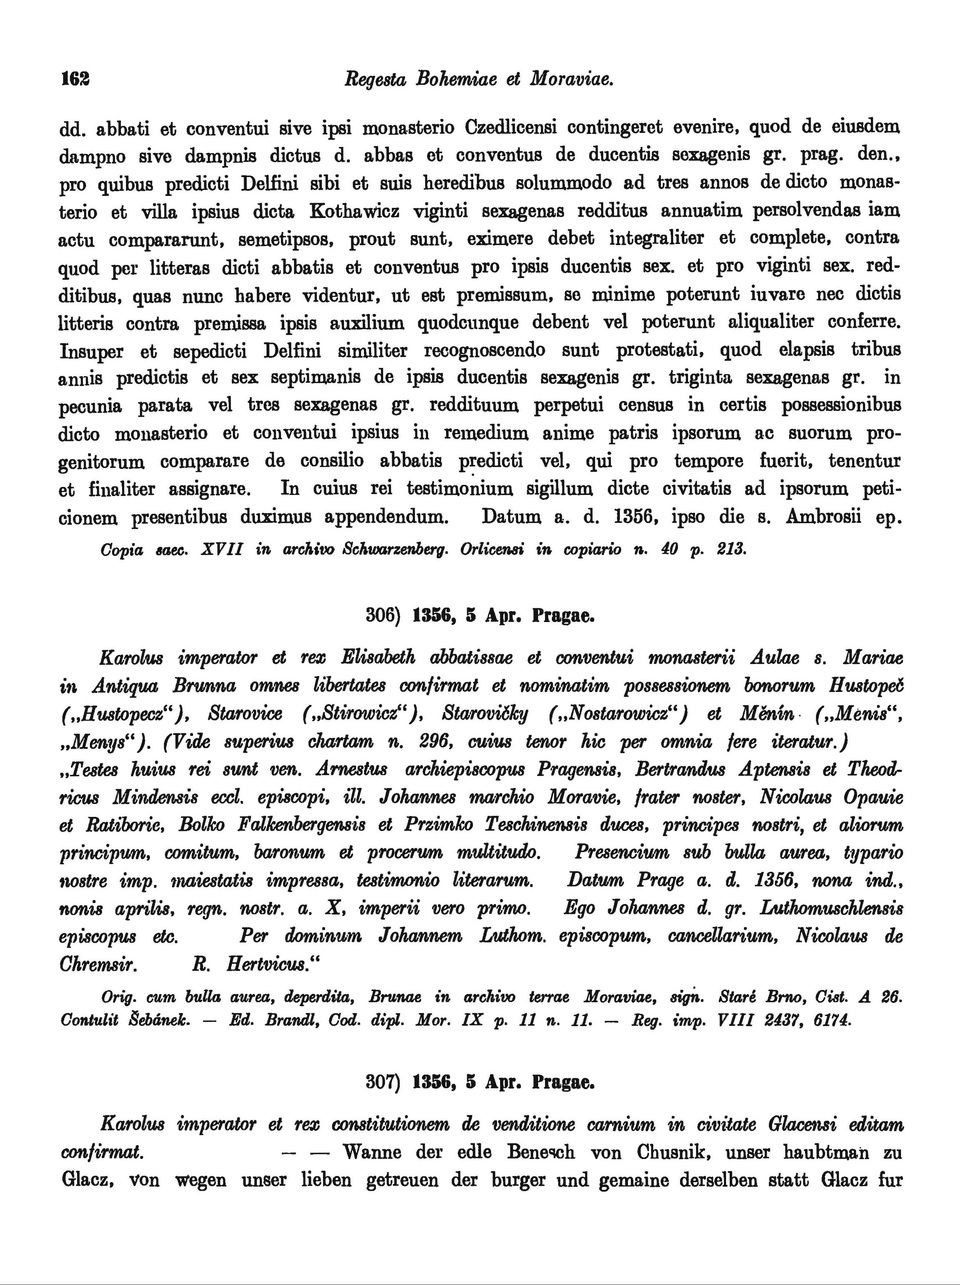 162
Regesta Bohemiae et Moraviae.
dd. abbati et conventui sive ipsi monasterio Czedlicensi contingeret evenire, quod de eiusdem
dampno sive dampnis dictus d. abbas et conventus de ducentis sexagenis gr. prag. den.,
pro quibus predicti Delfini sibi et suis heredibus solummodo ad tres annos de dicto monas-
terio et villa ipsius dicta Kothawicz viginti sexagenas redditus annuatim persolvendas iam
actu compararunt, semetipsos, prout sunt, eximere debet integraliter et complete, contra
quod per litteras dicti abbatis et conventus pro ipsis ducentis sex. et pro viginti sex. red-
ditibus, quas nunc habere videntur, ut est premissum, se minime poterunt iuvare nec dictis
litteris contra premissa ipsis auxilium quodcunque debent vel poterunt aliqualiter conferre.
Insuper et sepedicti Delfini similiter recognoscendo sunt protestati, quod elapsis tribus
annis predictis et sex septimanis de ipsis ducentis sexagenis gr. triginta sexagenas gr. in
pecunia parata vel tres sexagenas gr. reddituum perpetui census in certis possessionibus
dicto monasterio et conventui ipsius in remedium anime patris ipsorum ac suorum pro-
genitorum comparare de consilio abbatis predicti vel, qui pro tempore fuerit, tenentur
et finaliter assignare. In cuius rei testimonium sigillum dicte civitatis ad ipsorum peti-
cionem presentibus duximus appendendum. Datum a. d. 1356, ipso die s. Ambrosii ep.
Copia saec. XVII in archivo Schwarzenberg. Orlicensi in copiario n. 40 p. 213.
306) 1356, 5 Apr. Pragae.
Karolus imperator et rex Elisabeth abbatissae et conventui monasterii Aulae s. Mariae
in Antiqua Brunna omnes libertates confirmat et nominatim possessionem bonorum Hustopeč
(„Hustopecz“), Starovice („Stirowicz“), Starovičky („Nostarowicz“) et Měnín („Menis“,
„Menys“). (Vide superius chartam n. 296, cuius tenor hic per omnia fere iteratur.)
„Testes huius rei sunt ven. Arnestus archiepiscopus Pragensis, Bertrandus Aptensis et Theod-
ricus Mindensis eccl. episcopi, ill. Johannes marchio Moravie, frater noster, Nicolaus Opauie
et Ratiborie, Bolko Falkenbergensis et Przimko Teschinensis duces, principes nostri, et aliorum
principum, comitum, baronum et procerum multitudo. Presencium sub bulla aurea, typario
nostre imp. maiestatis impressa, testimonio literarum. Datum Prage a. d. 1356, nona ind.,
nonis aprilis, regn. nostr. a. X, imperii vero primo. Ego Johannes d. gr. Luthomuschlensis
episcopus etc. Per dominum Johannem Luthom. episcopum, cancellarium, Nicolaus de
Chremsir. R. Hertvicus.“
Orig. cum bulla aurea, deperdita, Brunae in archivo terrae Moraviae, sign. Staré Brno, Cist. A 26.
Contulit Šebánek. — Ed. Brandl, Cod. dipl. Mor. IX p. 11 n. 11. — Reg. imp. VIII 2437, 6174.
307) 1356, 5 Apr. Pragae.
Karolus imperator et rex constitutionem de venditione carnium in civitate Glacensi editam
confirmat. — — Wanne der edle Benesch von Chusnik, unser haubtman zu
Glacz, von wegen unser lieben getreuen der burger und gemaine derselben statt Glacz fur